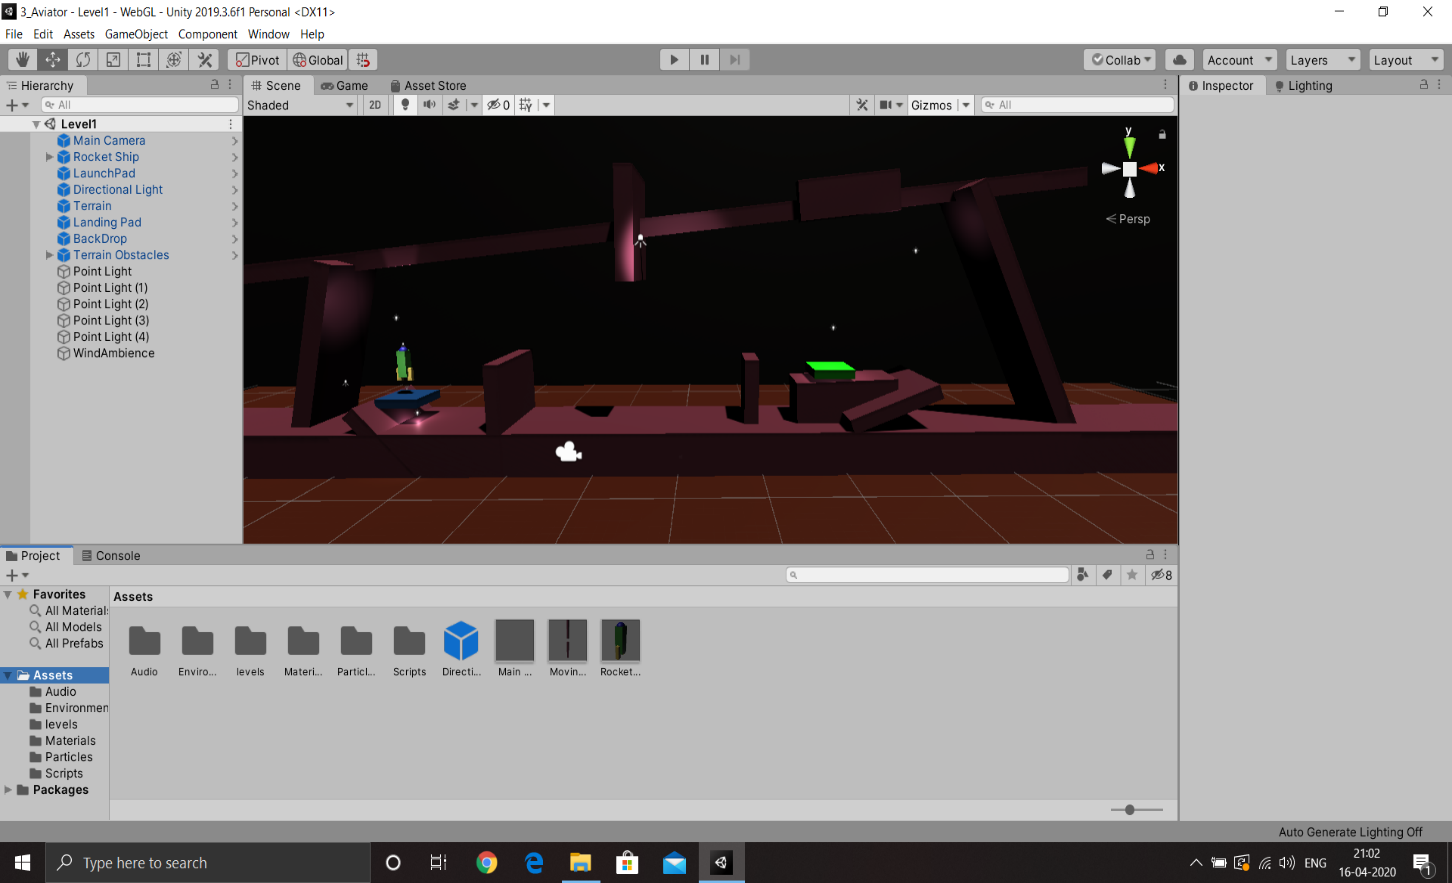 3_Aviator - Level1 - WebGL - Unity 2019.3.6f1 Personal <DX11>
File Edit Assets GameObject Component Window Help
Pivot Global Collab Account Layers Layout
Hierarchy
All
Level1
Main Camera
Rocket Ship
LaunchPad
Directional Light
Terrain
Landing Pad
BackDrop
Terrain Obstacles
Point Light
Point Light (1)
Point Light (2)
Point Light (3)
Point Light (4)
WindAmbience
Scene Game Asset Store
Shaded 2D 0 Gizmos All
y
x
Persp
Inspector Lighting
Project Console
8
Favorites
All Materials
All Models
All Prefabs
Assets
Audio
Environmen
levels
Materials
Particles
Scripts
Packages
Assets
Audio Enviro... levels Materi... Particl... Scripts Directi... Main ... Movin... Rocket...
Auto Generate Lighting Off
Type here to search
ENG
21:02
16-04-2020
1